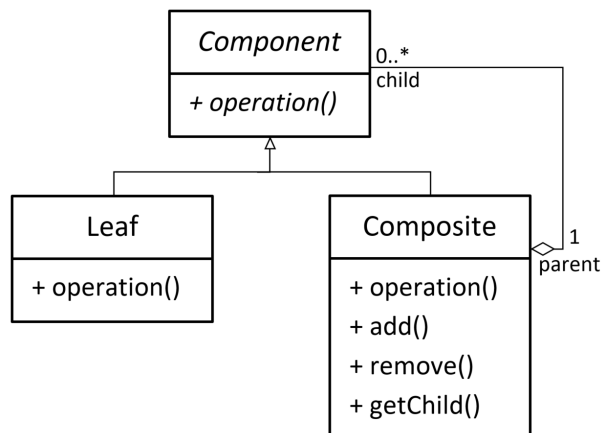 Component
+ operation()
0..*
child
Leaf
+ operation()
Composite
+ operation()
+ add()
+ remove()
+ getChild()
1
parent